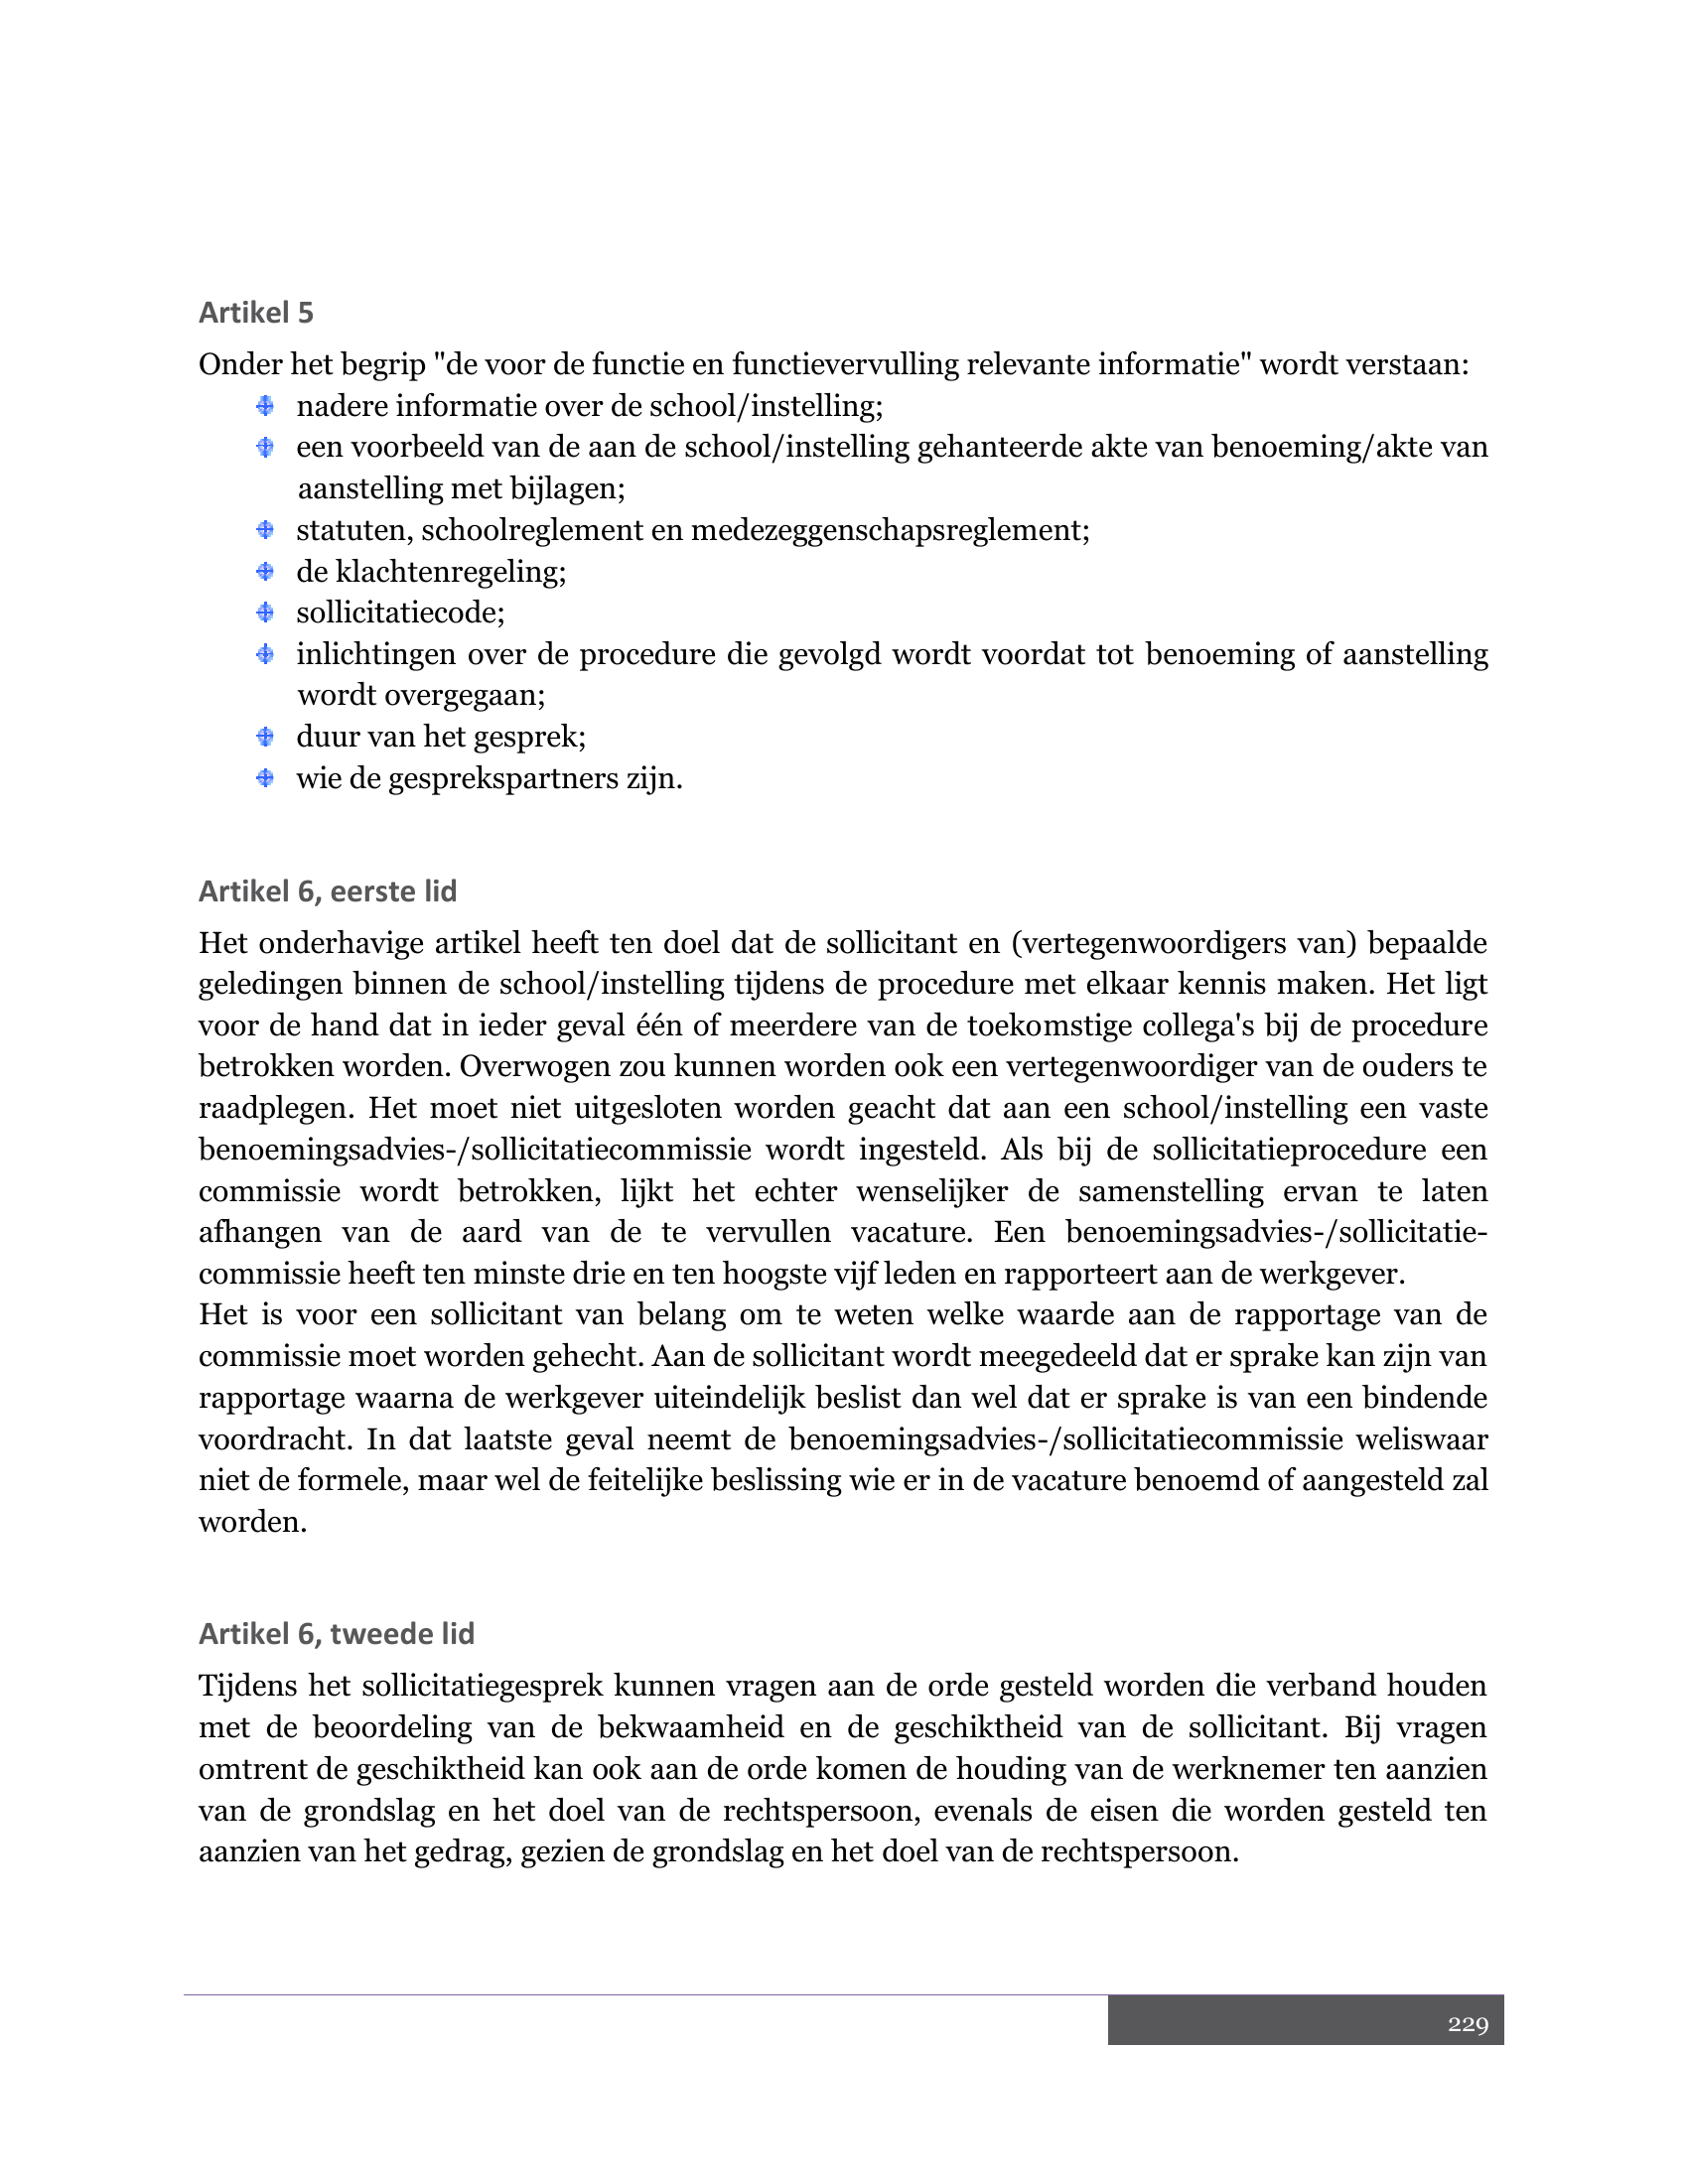 Artikel 5
Onder het begrip "de voor de functie en functievervulling relevante informatie" wordt verstaan:
nadere informatie over de school/instelling;
een voorbeeld van de aan de school/instelling gehanteerde akte van benoeming/akte van
aanstelling met bijlagen;
statuten, schoolreglement en medezeggenschapsreglement;
de klachtenregeling;
sollicitatiecode;
inlichtingen over de procedure die gevolgd wordt voordat tot benoeming of aanstelling
wordt overgegaan;
duur van het gesprek;
wie de gesprekspartners zijn.
Artikel 6, eerste lid
Het onderhavige artikel heeft ten doel dat de sollicitant en (vertegenwoordigers van) bepaalde
geledingen binnen de school/instelling tijdens de procedure met elkaar kennis maken. Het ligt
voor de hand dat in ieder geval één of meerdere van de toekomstige collega's bij de procedure
betrokken worden. Overwogen zou kunnen worden ook een vertegenwoordiger van de ouders te
raadplegen. Het moet niet uitgesloten worden geacht dat aan een school/instelling een vaste
benoemingsadvies-/sollicitatiecommissie wordt ingesteld. Als bij de sollicitatieprocedure een
commissie wordt betrokken, lijkt het echter wenselijker de samenstelling ervan te laten
afhangen van de aard van de te vervullen vacature. Een benoemingsadvies-/sollicitatie-
commissie heeft ten minste drie en ten hoogste vijf leden en rapporteert aan de werkgever.
Het is voor een sollicitant van belang om te weten welke waarde aan de rapportage van de
commissie moet worden gehecht. Aan de sollicitant wordt meegedeeld dat er sprake kan zijn van
rapportage waarna de werkgever uiteindelijk beslist dan wel dat er sprake is van een bindende
voordracht. In dat laatste geval neemt de benoemingsadvies-/sollicitatiecommissie weliswaar
niet de formele, maar wel de feitelijke beslissing wie er in de vacature benoemd of aangesteld zal
worden.
Artikel 6, tweede lid
Tijdens het sollicitatiegesprek kunnen vragen aan de orde gesteld worden die verband houden
met de beoordeling van de bekwaamheid en de geschiktheid van de sollicitant. Bij vragen
omtrent de geschiktheid kan ook aan de orde komen de houding van de werknemer ten aanzien
van de grondslag en het doel van de rechtspersoon, evenals de eisen die worden gesteld ten
aanzien van het gedrag, gezien de grondslag en het doel van de rechtspersoon.
229